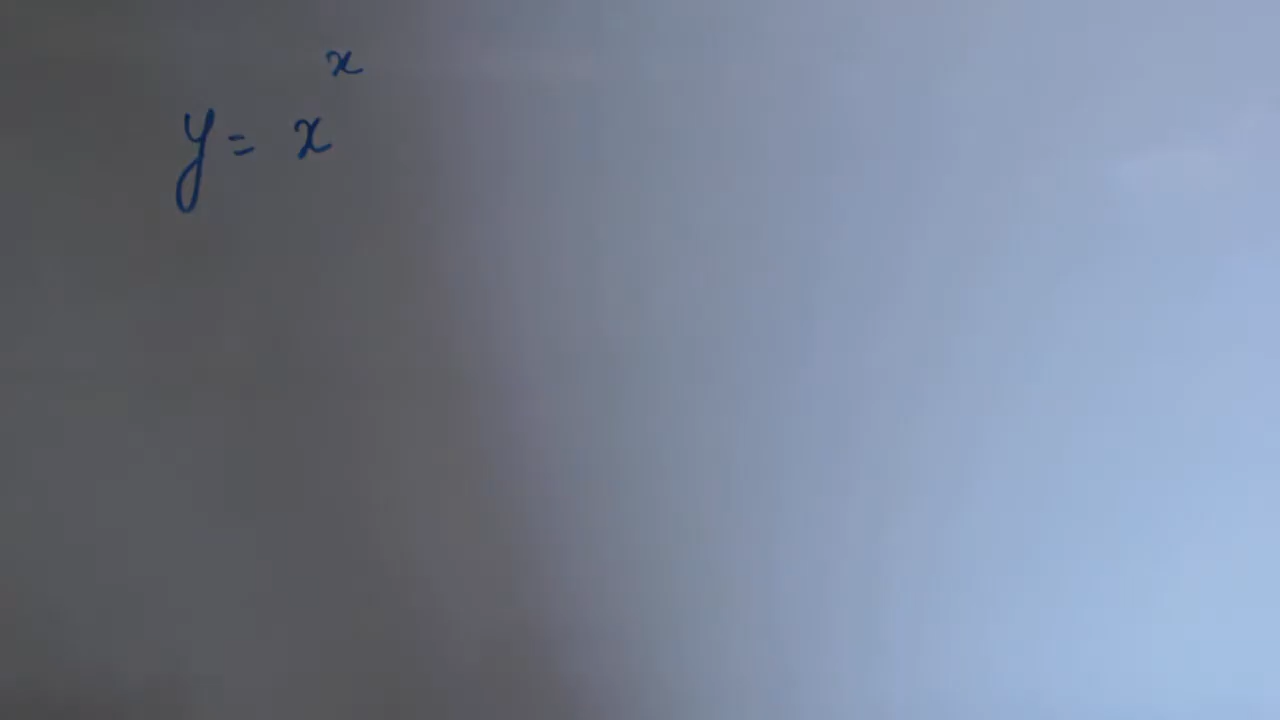 y = x^x